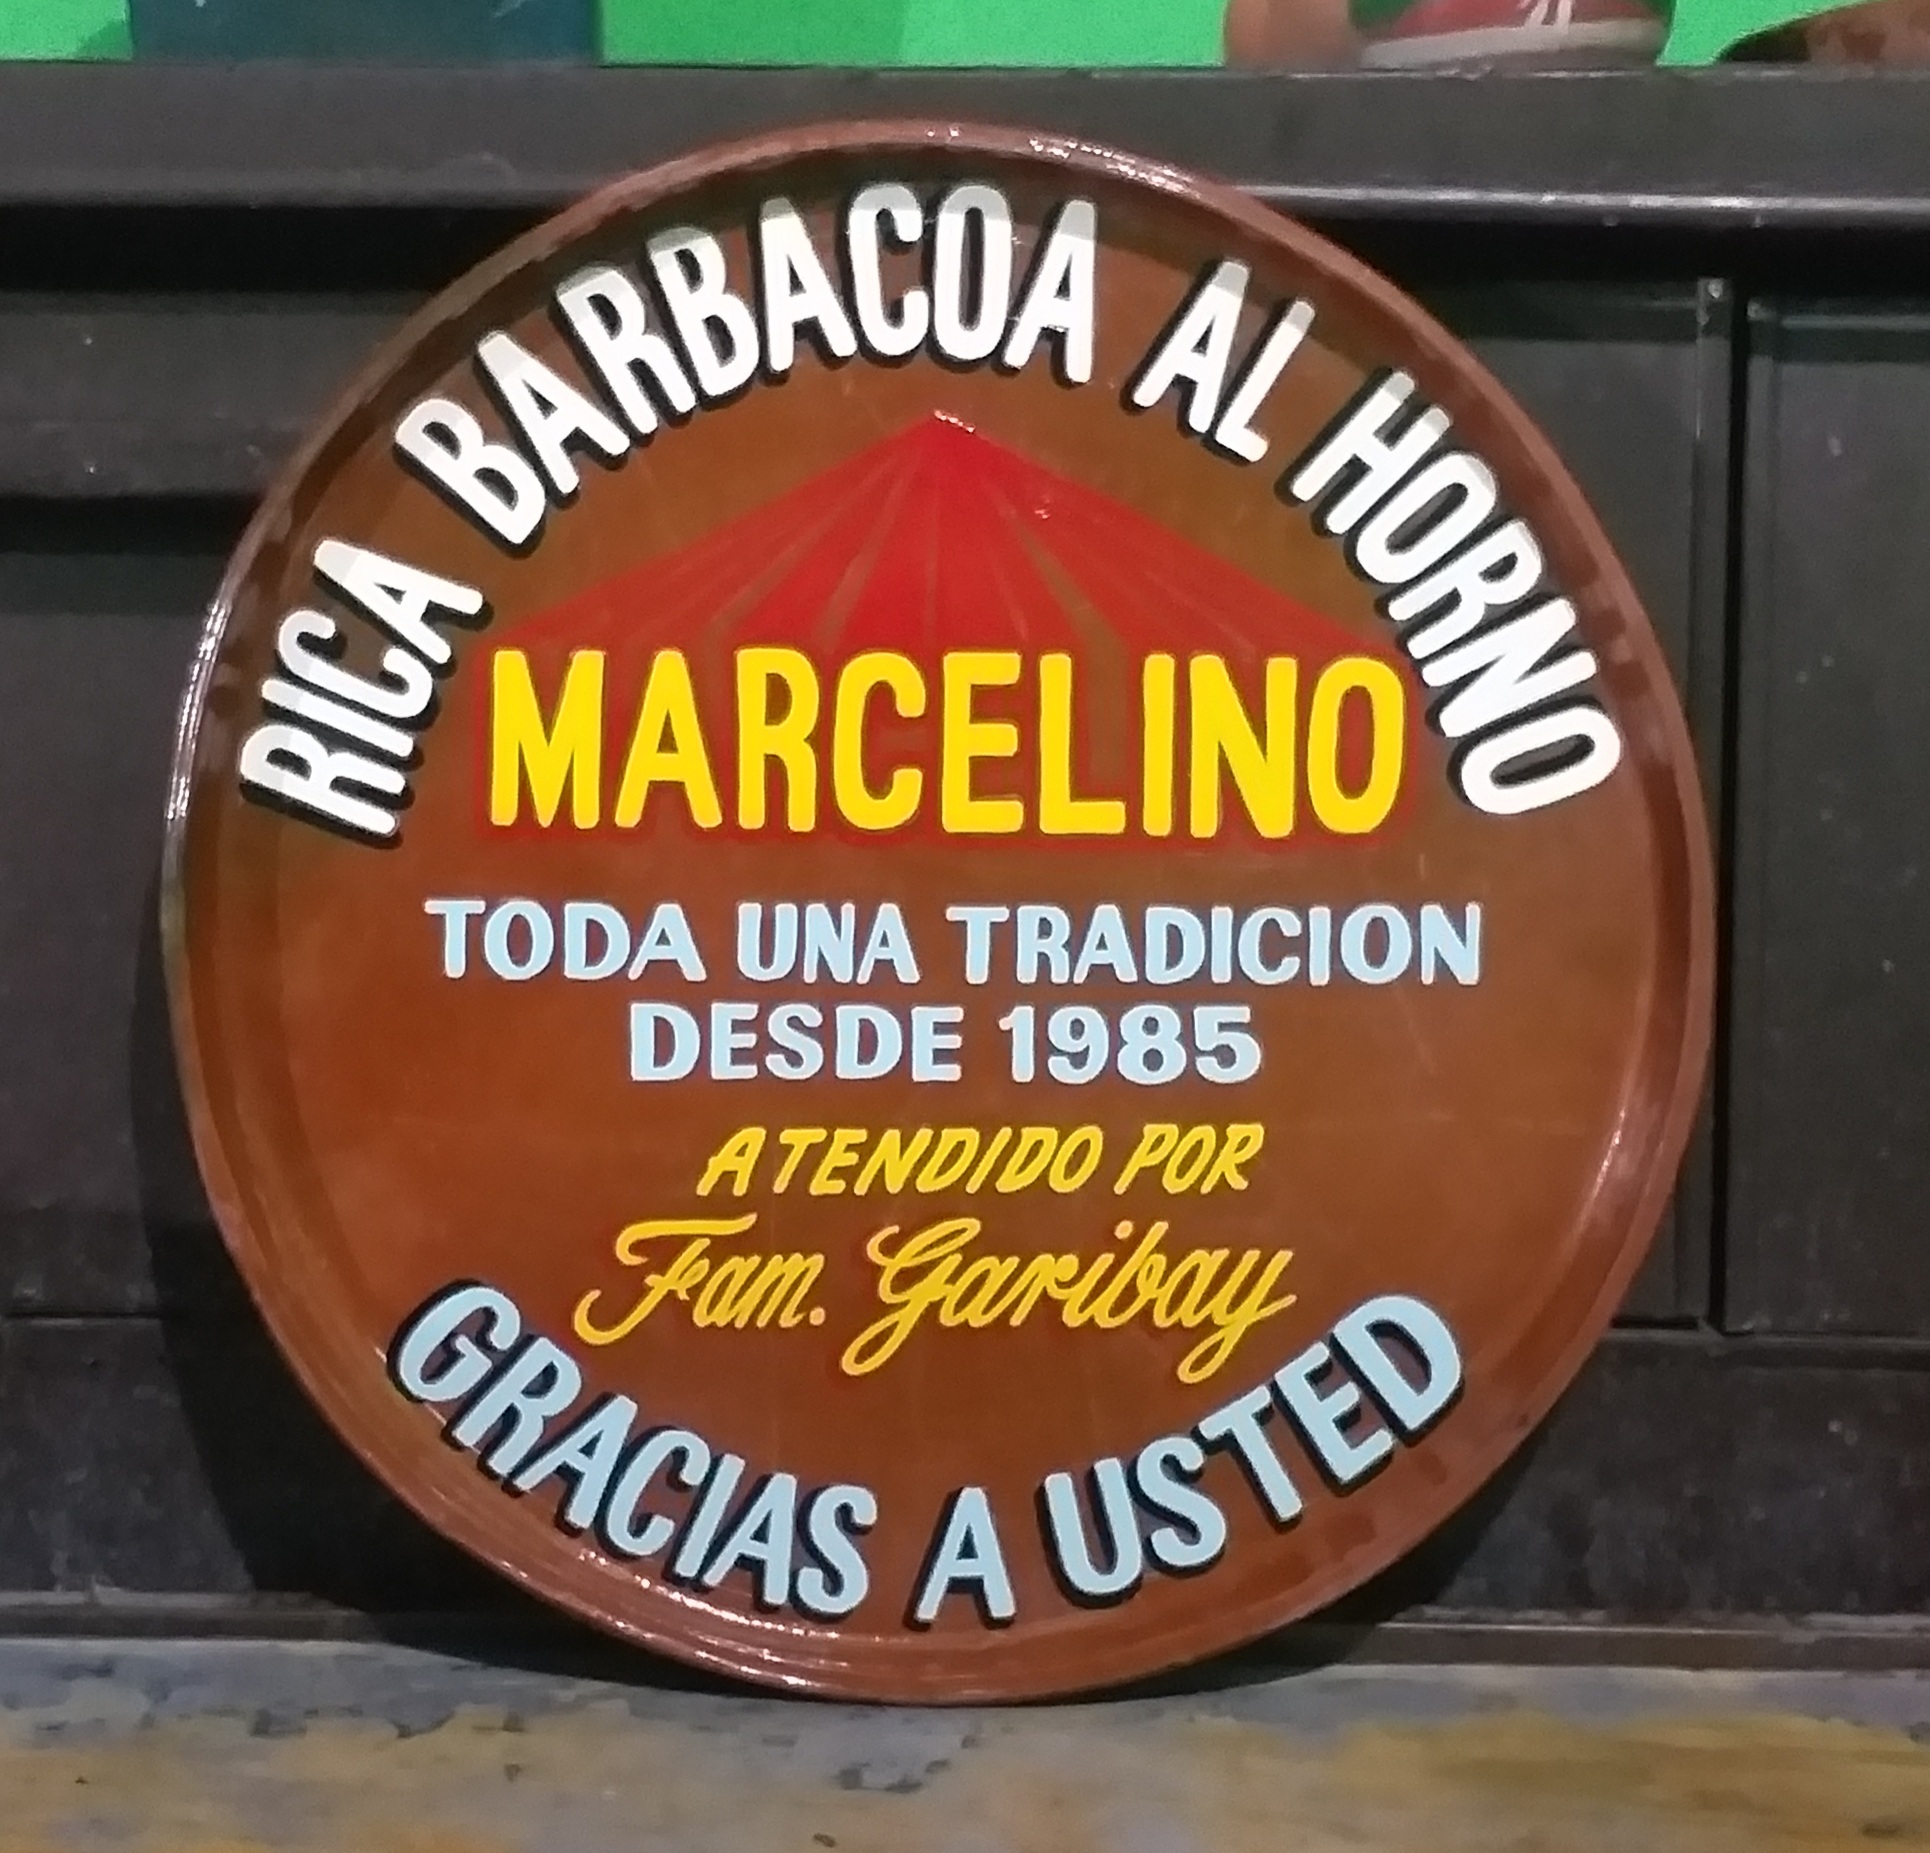 RICA BARBACOA AL HORNO
MARCELINO
TODA UNA TRADICION
DESDE 1985
ATENDIDO POR
Fam. Garibay
GRACIAS A USTED